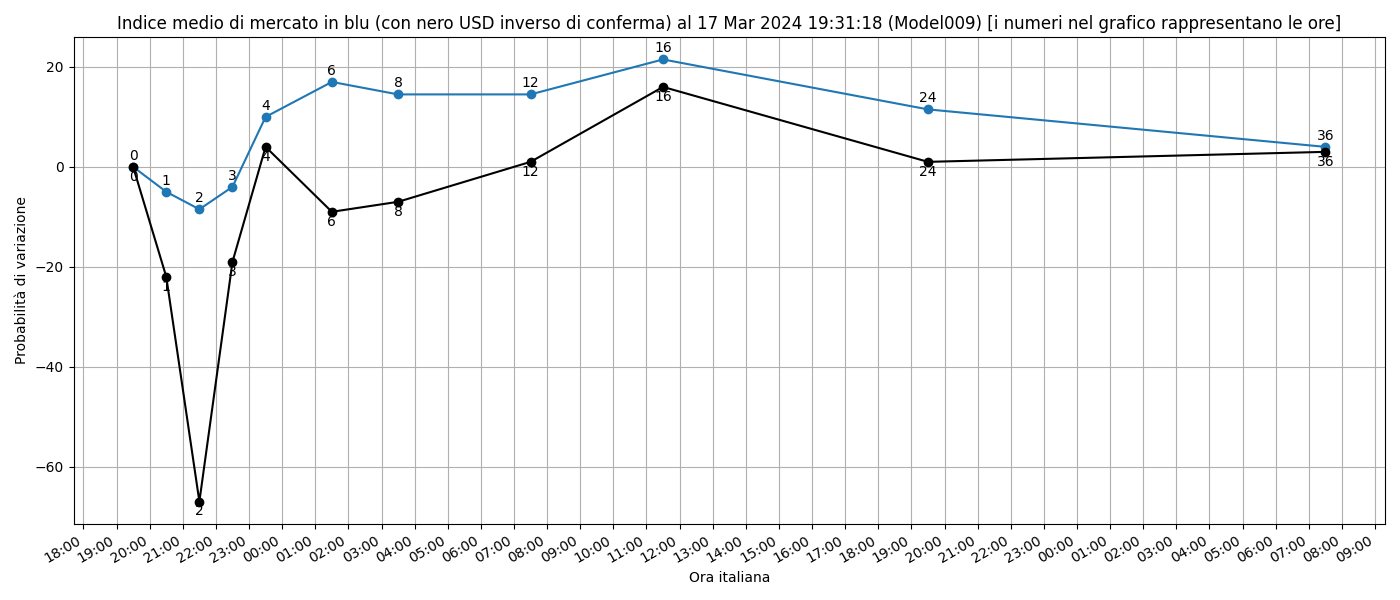 Indice medio di mercato in blu (con nero USD inverso di conferma) al 17 Mar 2024 19:31:18 (Model009) [i numeri nel grafico rappresentano le ore]
Probabilità di variazione
20
0
−20
−40
−60
0 1 2 3 4 6 8 12 16 24 36
0 1 2 3 4 6 8 12 16 24 36
18:00 19:00 20:00 21:00 22:00 23:00 00:00 01:00 02:00 03:00 04:00 05:00 06:00 07:00 08:00 09:00 10:00 11:00 12:00 13:00 14:00 15:00 16:00 17:00 18:00 19:00 20:00 21:00 22:00 23:00 00:00 01:00 02:00 03:00 04:00 05:00 06:00 07:00 08:00 09:00
Ora italiana